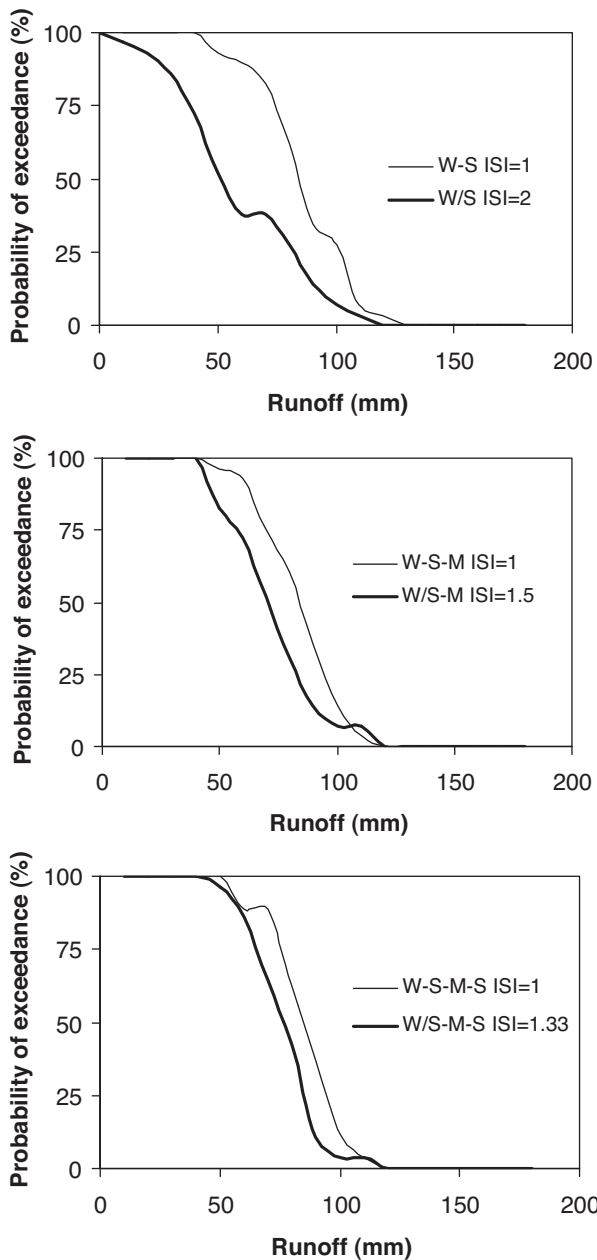 Probability of exceedance (%)
100
75
50
25
0
W-S ISI=1
W/S ISI=2
0 50 100 150 200
Runoff (mm)
Probability of exceedance (%)
100
75
50
25
0
W-S-M ISI=1
W/S-M ISI=1.5
0 50 100 150 200
Runoff (mm)
Probability of exceedance (%)
100
75
50
25
0
W-S-M-S ISI=1
W/S-M-S ISI=1.33
0 50 100 150 200
Runoff (mm)